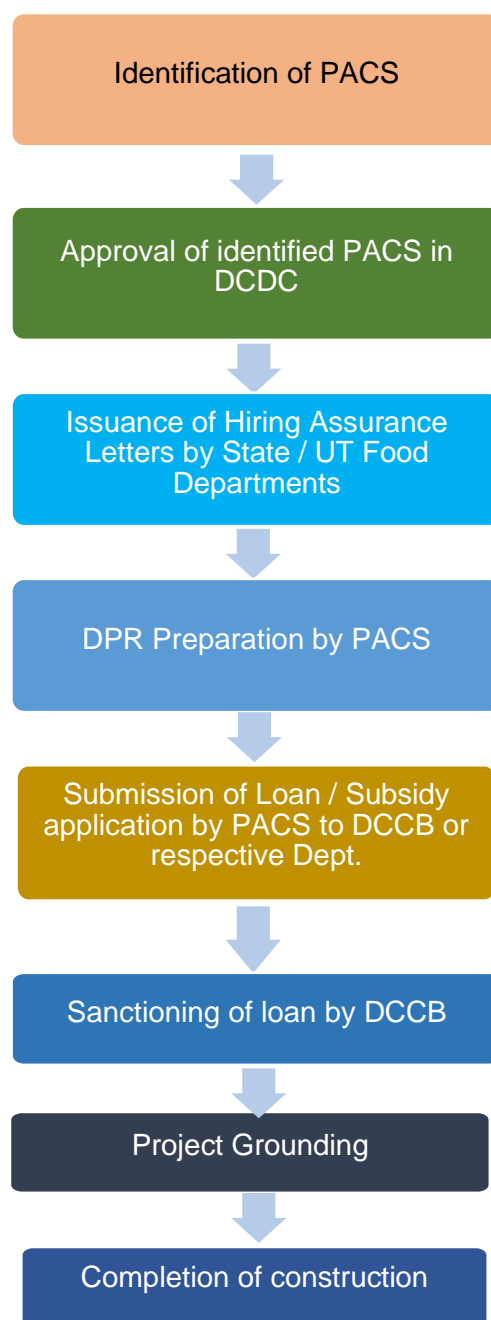 Identification of PACS
Approval of identified PACS in
DCDC
Issuance of Hiring Assurance
Letters by State / UT Food
Departments
DPR Preparation by PACS
Submission of Loan / Subsidy
application by PACS to DCCB or
respective Dept.
Sanctioning of loan by DCCB
Project Grounding
Completion of construction